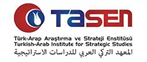 TASEN
Türk-Arap Araştırma ve Strateji Enstitüsü
Turkish-Arab Institute for Strategic Studies
المعهد التركي العربي للدراسات الاستراتيجية